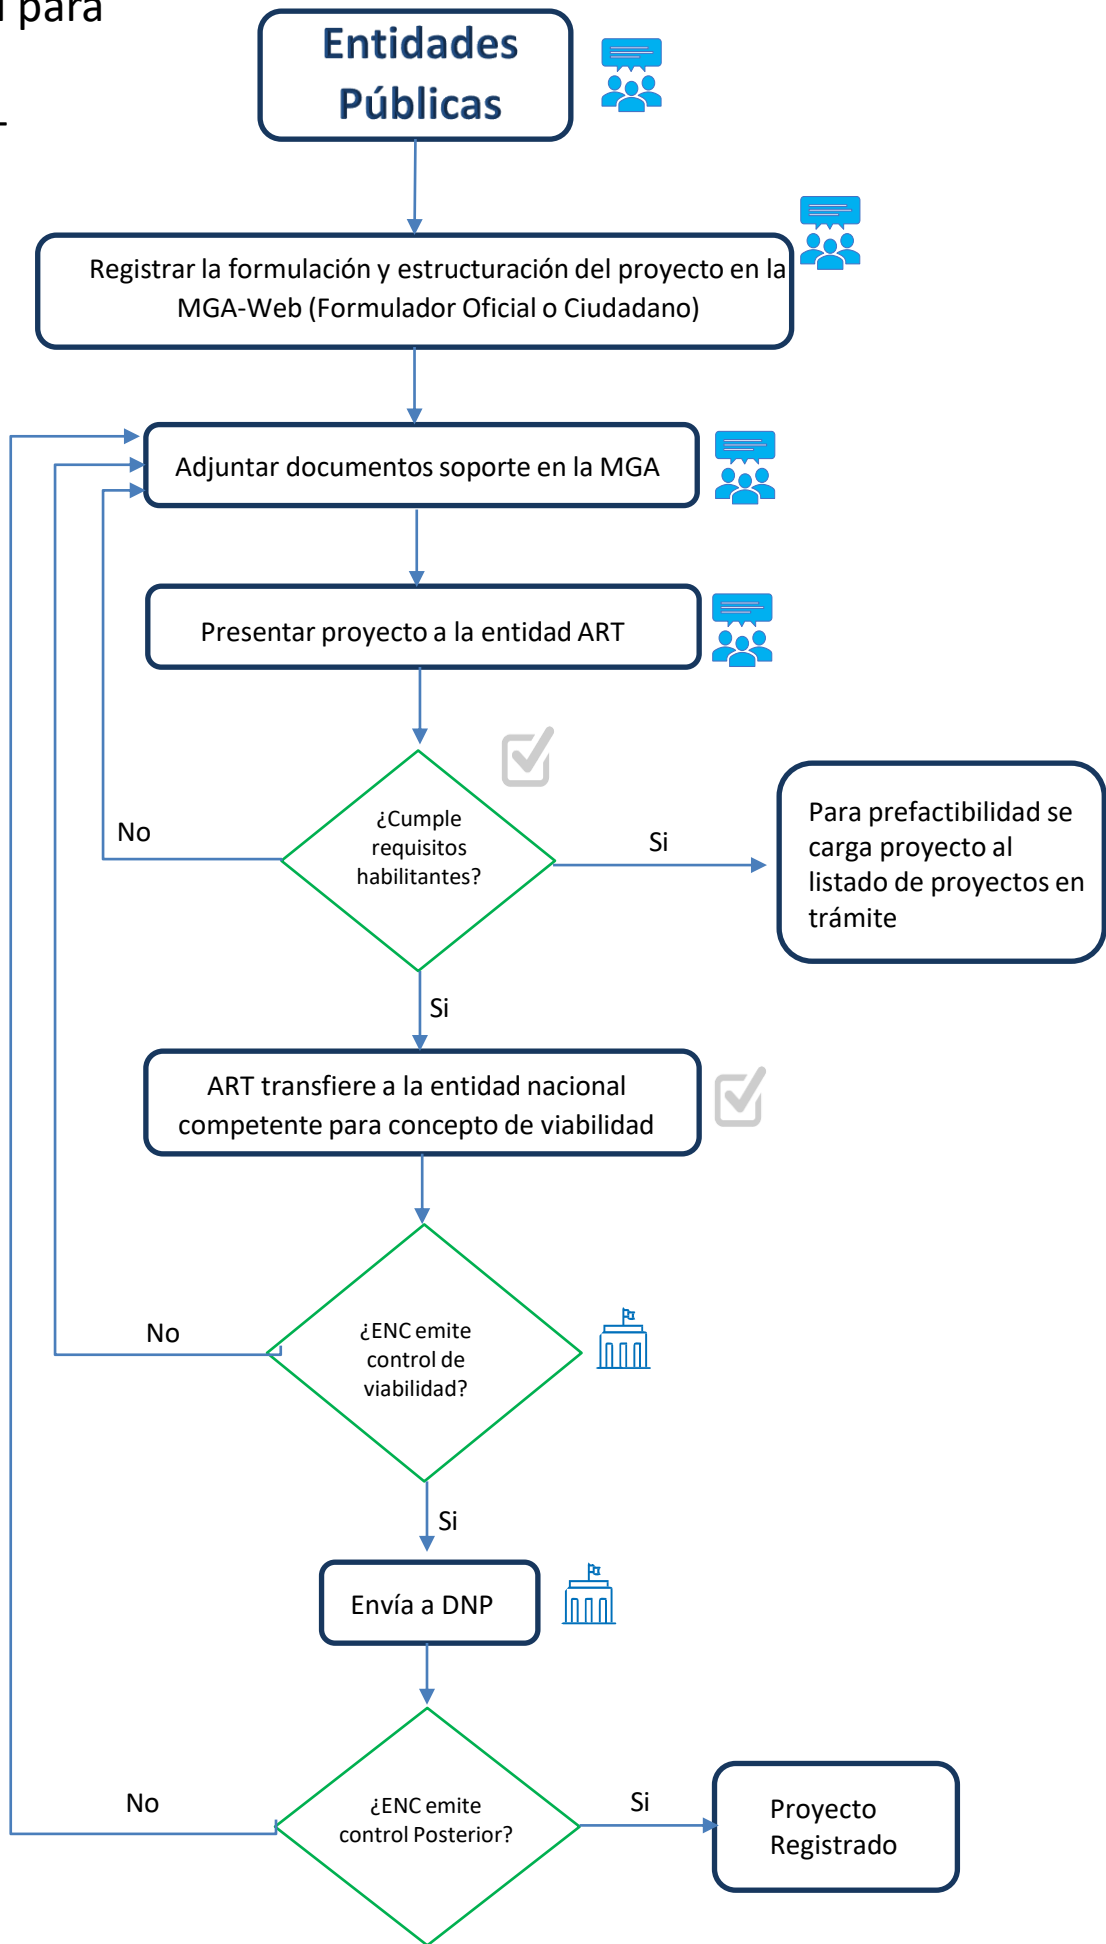 para
Entidades
Públicas
Registrar la formulación y estructuración del proyecto en la
MGA-Web (Formulador Oficial o Ciudadano)
Adjuntar documentos soporte en la MGA
Presentar proyecto a la entidad ART
¿Cumple
requisitos
habilitantes?
No
Si
Para prefactibilidad se
carga proyecto al
listado de proyectos en
trámite
Si
ART transfiere a la entidad nacional
competente para concepto de viabilidad
No
¿ENC emite
control de
viabilidad?
Si
Envía a DNP
No
¿ENC emite
control Posterior?
Si
Proyecto
Registrado